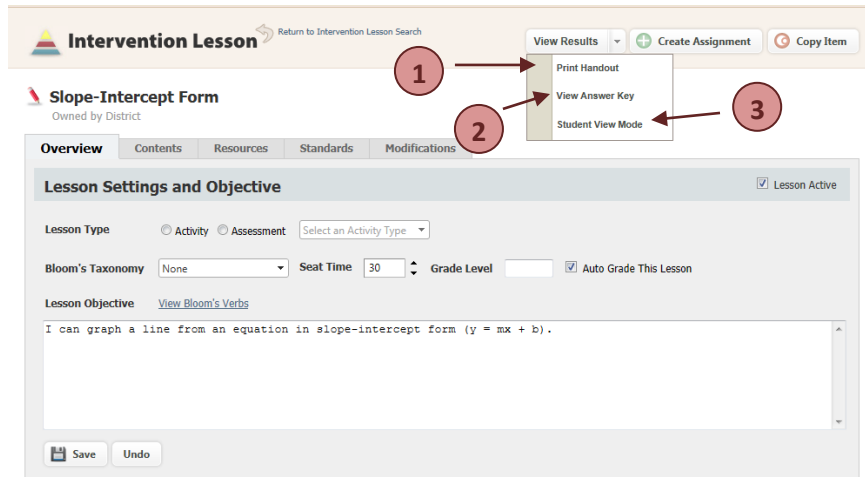 Intervention Lesson
Return to Intervention Lesson Search
View Results
Create Assignment
Copy Item
Print Handout
View Answer Key
Student View Mode
1
2
3
Slope-Intercept Form
Owned by District
Overview
Contents
Resources
Standards
Modifications
Lesson Settings and Objective
Lesson Active
Lesson Type
Activity
Assessment
Select an Activity Type
Bloom's Taxonomy
None
Seat Time
30
Grade Level
Auto Grade This Lesson
Lesson Objective
View Bloom's Verbs
I can graph a line from an equation in slope-intercept form (y = mx + b).
Save
Undo